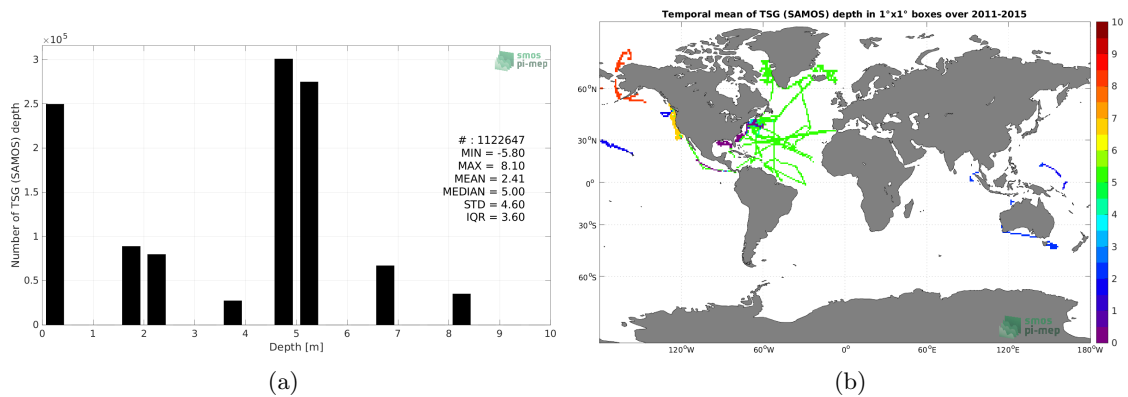 ×10⁵
3
2.5
2
1.5
1
0.5
0
Number of TSG (SAMOS) depth
smos
pi-mep
# : 1122647
MIN = -5.80
MAX = 8.10
MEAN = 2.41
MEDIAN = 5.00
STD = 4.60
IQR = 3.60
0 1 2 3 4 5 6 7 8 9 10
Depth [m]
(a)
Temporal mean of TSG (SAMOS) depth in 1°x1° boxes over 2011-2015
60°N
30°N
0°
30°S
60°S
120°W 60°W 0° 60°E 120°E 180°W
smos
pi-mep
10
9
8
7
6
5
4
3
2
1
0
(b)